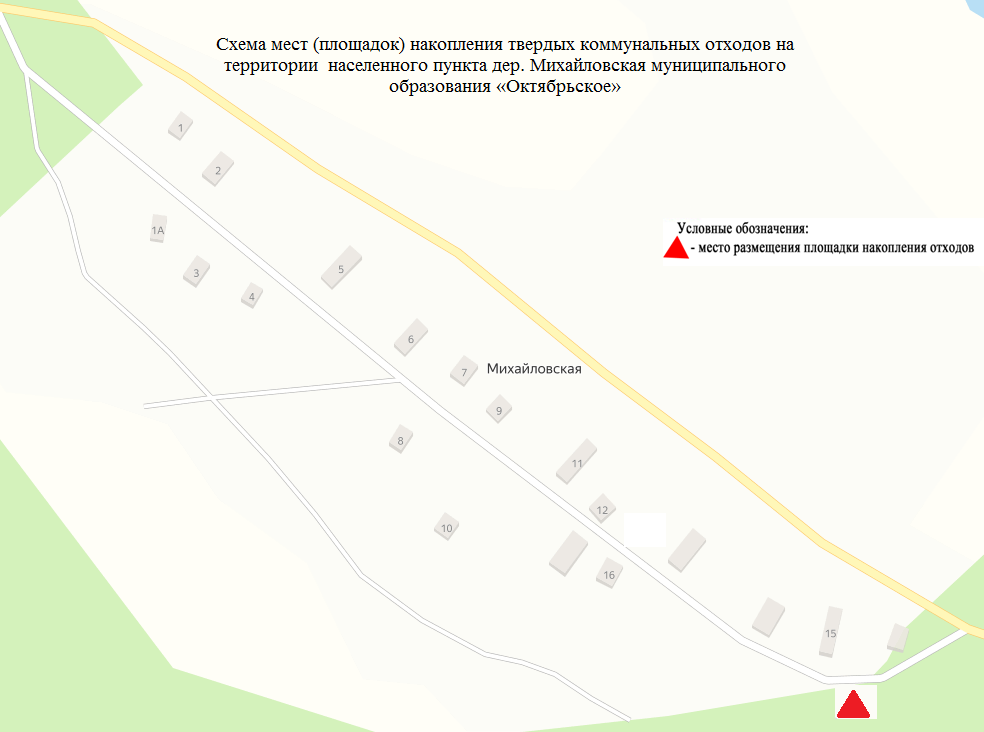 Схема мест (площадок) накопления твердых коммунальных отходов на
территории населенного пункта дер. Михайловская муниципального
образования «Октябрьское»
1
2
Условные обозначения:
1А
- место размещения площадки накопления отходов
3
5
4
6
7
Михайловская
9
8
11
12
10
16
15